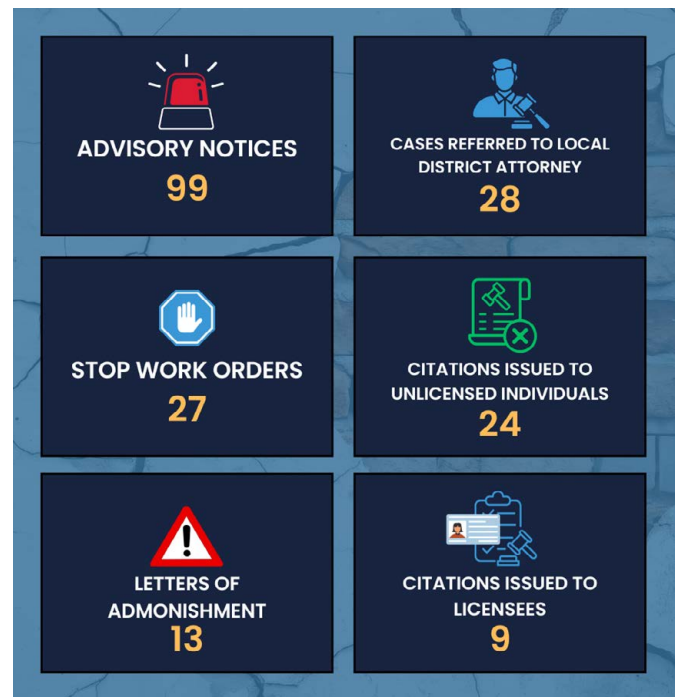 ADVISORY NOTICES
99
CASES REFERRED TO LOCAL
DISTRICT ATTORNEY
28
STOP WORK ORDERS
27
CITATIONS ISSUED TO
UNLICENSED INDIVIDUALS
24
LETTERS OF
ADMONISHMENT
13
CITATIONS ISSUED TO
LICENSEES
9